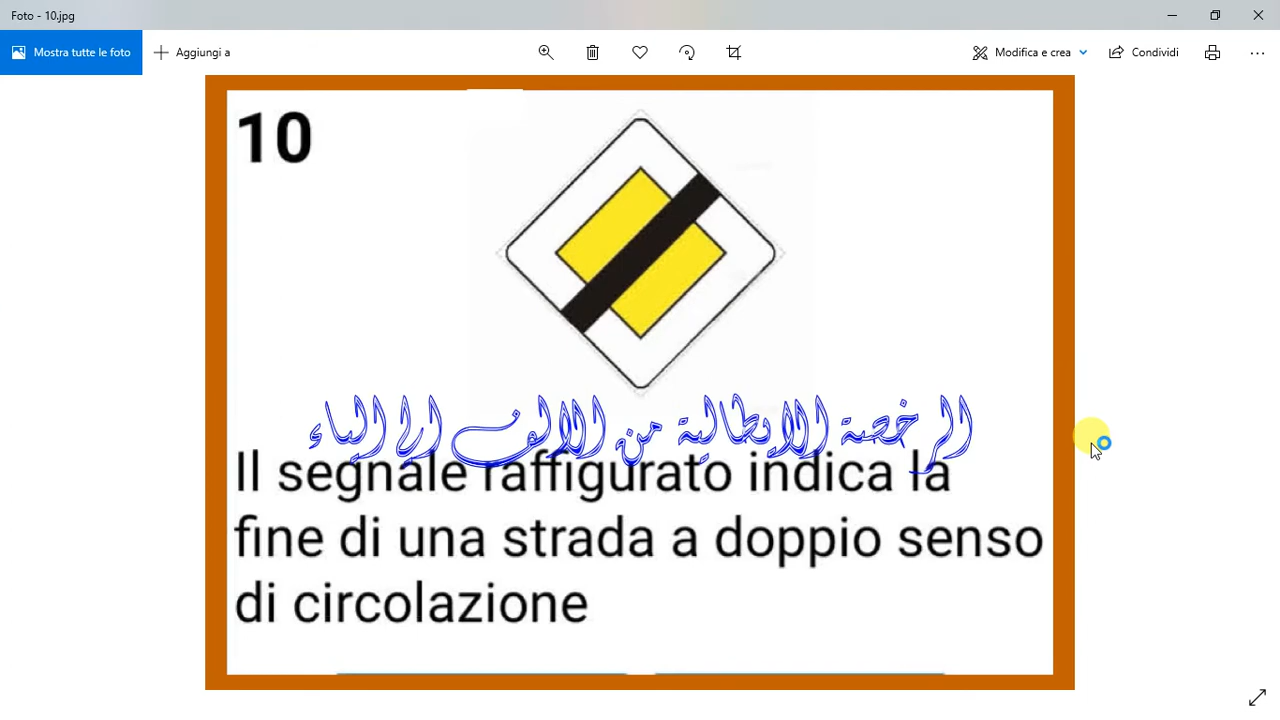 Foto - 10.jpg
Mostra tutte le foto
Aggiungi a
Modifica e crea
Condividi
10
الرخصة الايطالية من الالف الى الياء
Il segnale raffigurato indica la
fine di una strada a doppio senso
di circolazione